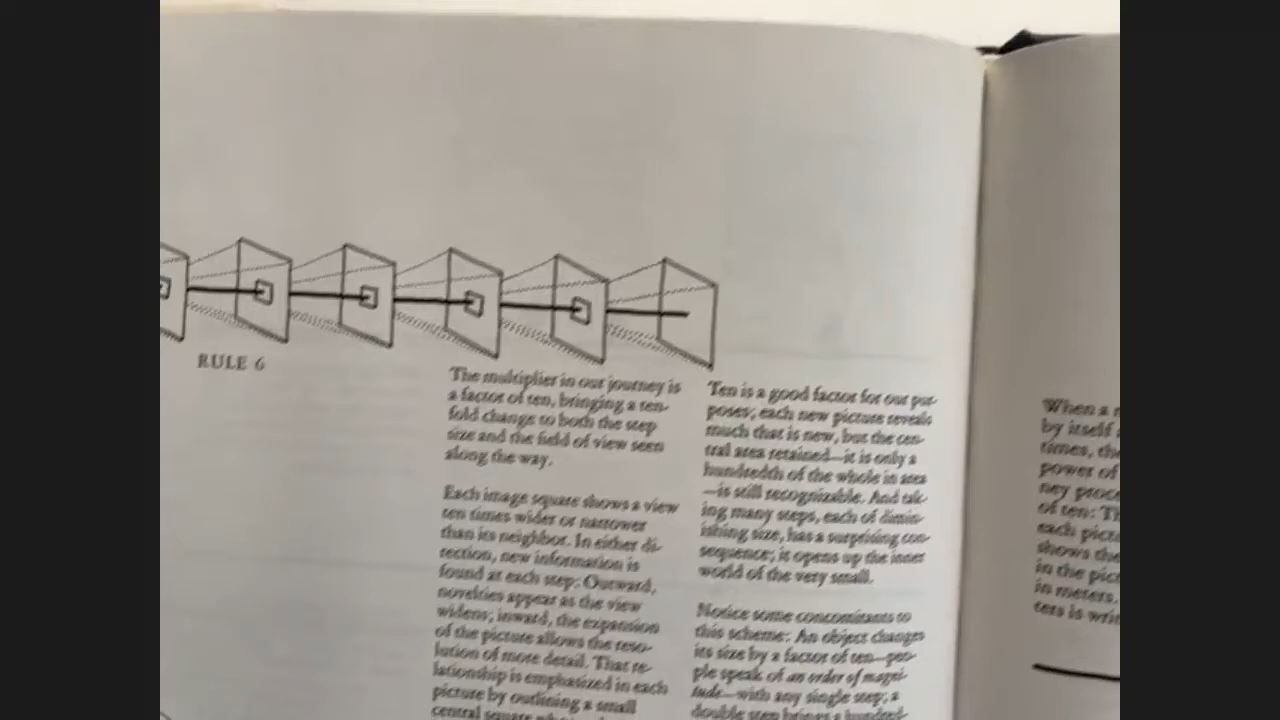 RULE 6
The multiplier in our journey is
a factor of ten, bringing a ten-
fold change to both the step
size and the field of view seen
along the way.
Each image square shows a view
ten times wider or narrower
than its neighbor. In either di-
rection, new information is
found at each step: Outward,
novelties appear as the view
widens; inward, the expansion
of the picture allows the reso-
lution of more detail. That re-
lationship is emphasized in each
picture by outlining a small
central square
Ten is a good factor for our pur-
poses; each new picture reveals
much that is new, but the cen-
tral area retained—it is only a
hundredth of the whole in area
—is still recognizable. And tak-
ing many steps, each of dimin-
ishing size, has a surprising con-
sequence; it opens up the inner
world of the very small.
Notice some concomitants to
this scheme: An object changes
its size by a factor of ten—peo-
ple speak of an order of magni-
tude—with any single step; a
double step brings a hundred-
When a
by itself
times, the
power of
ney proce
of ten: Th
each pictu
shows the
in the pict
in meters.
ters is writ